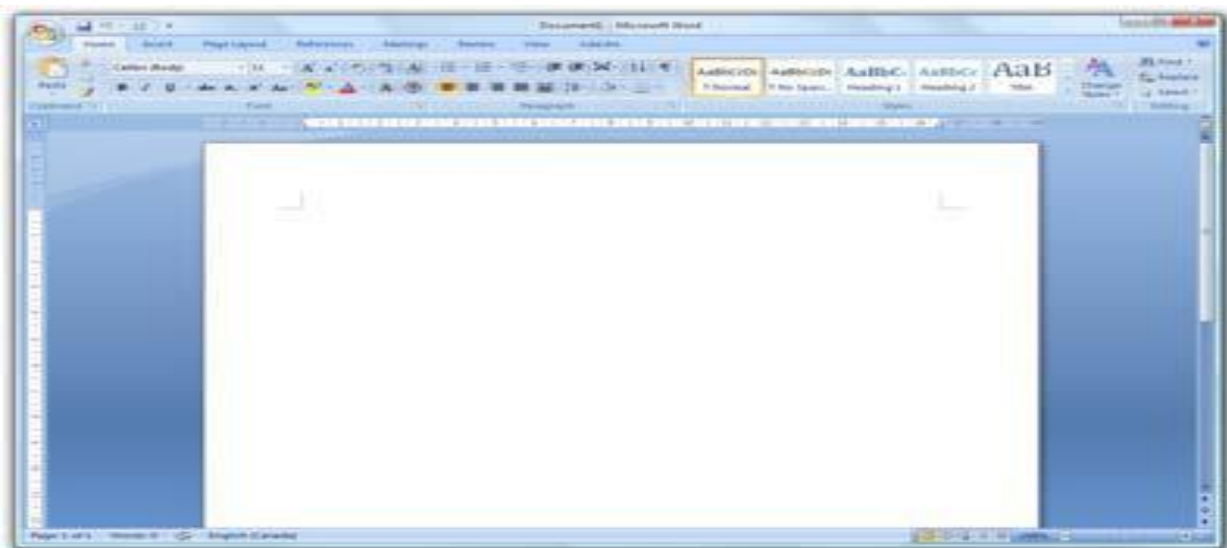 Document1 - Microsoft Word
Home Insert Page Layout References Mailings Review View Add-Ins
Calibri (Body) 11
AaBbCcDc AaBbCcDc AaBbC AaBbCc AaB
Paste Normal No Spaci... Heading 1 Heading 2 Title Change Styles
Find
Replace
Select
Clipboard Font Paragraph Styles Editing
Page: 1 of 1 Words: 0 English (Canada)